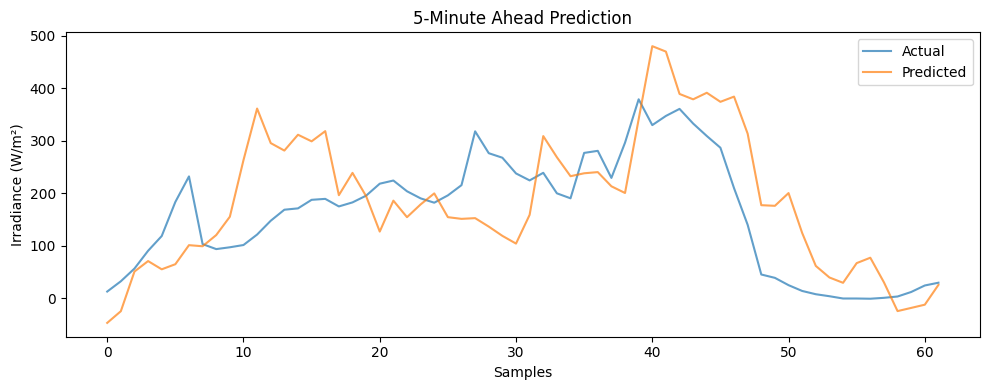 5-Minute Ahead Prediction
Irradiance (W/m²)
500
400
300
200
100
0
Actual
Predicted
0 10 20 30 40 50 60
Samples